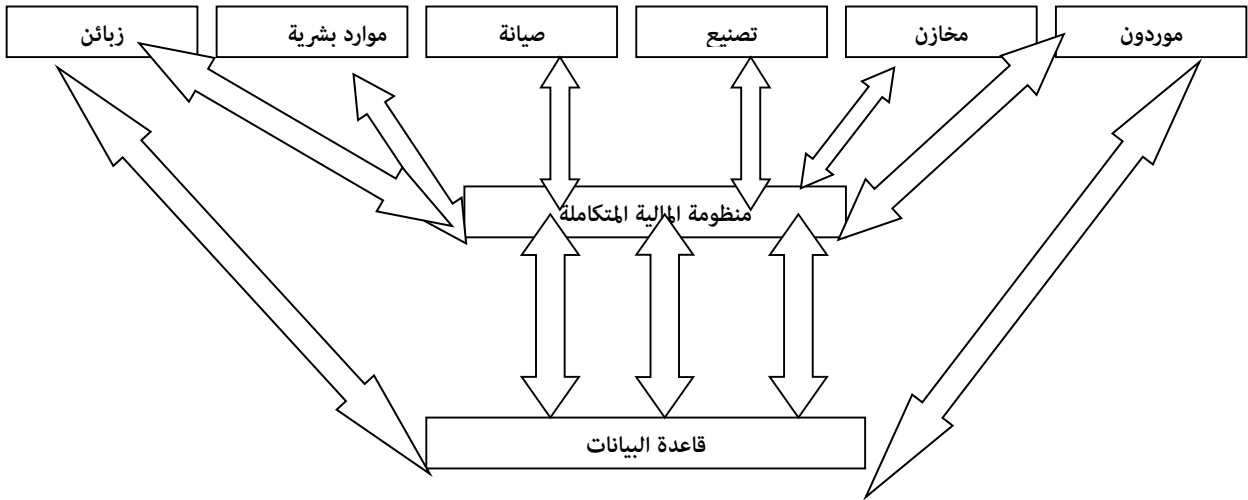 موردون
مخازن
تصنيع
صيانة
موارد بشرية
زبائن
منظومة المالية المتكاملة
قاعدة البيانات